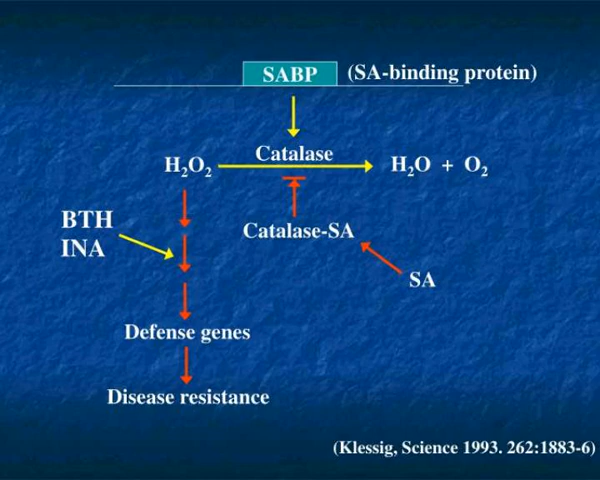 SABP (SA-binding protein)
Catalase
H₂O₂ H₂O + O₂
BTH
INA
Catalase-SA
SA
Defense genes
Disease resistance
(Klessig, Science 1993. 262:1883-6)